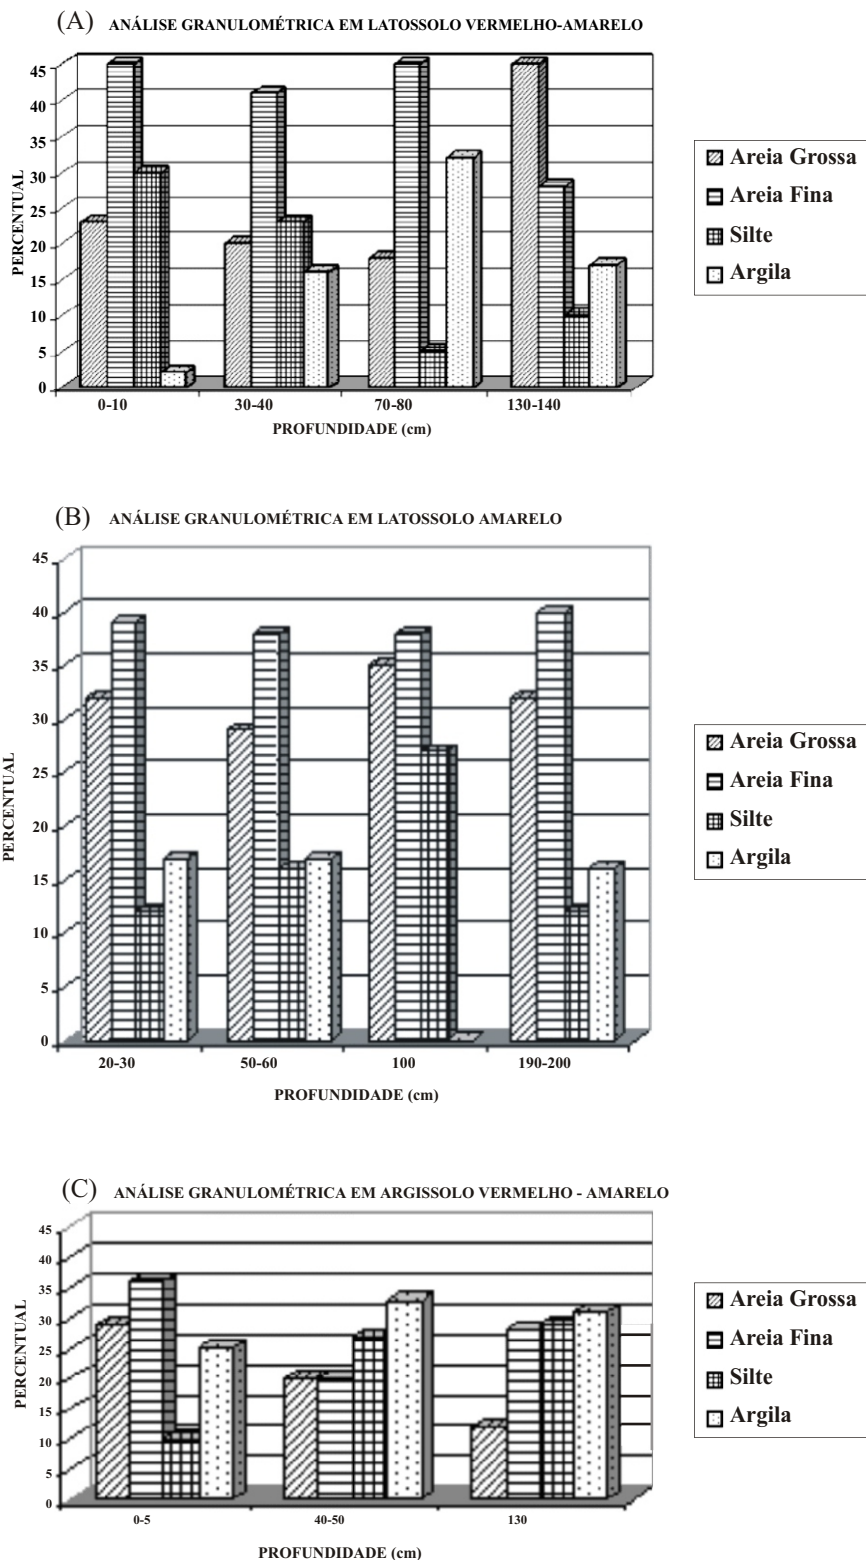 (A) ANÁLISE GRANULOMÉTRICA EM LATOSSOLO VERMELHO-AMARELO
PERCENTUAL
45
40
35
30
25
20
15
10
5
0
0-10 30-40 70-80 130-140
PROFUNDIDADE (cm)
Areia Grossa
Areia Fina
Silte
Argila
(B) ANÁLISE GRANULOMÉTRICA EM LATOSSOLO AMARELO
PERCENTUAL
45
40
35
30
25
20
15
10
5
0
20-30 50-60 100 190-200
PROFUNDIDADE (cm)
Areia Grossa
Areia Fina
Silte
Argila
(C) ANÁLISE GRANULOMÉTRICA EM ARGISSOLO VERMELHO - AMARELO
PERCENTUAL
45
40
35
30
25
20
15
10
5
0
0-5 40-50 130
PROFUNDIDADE (cm)
Areia Grossa
Areia Fina
Silte
Argila